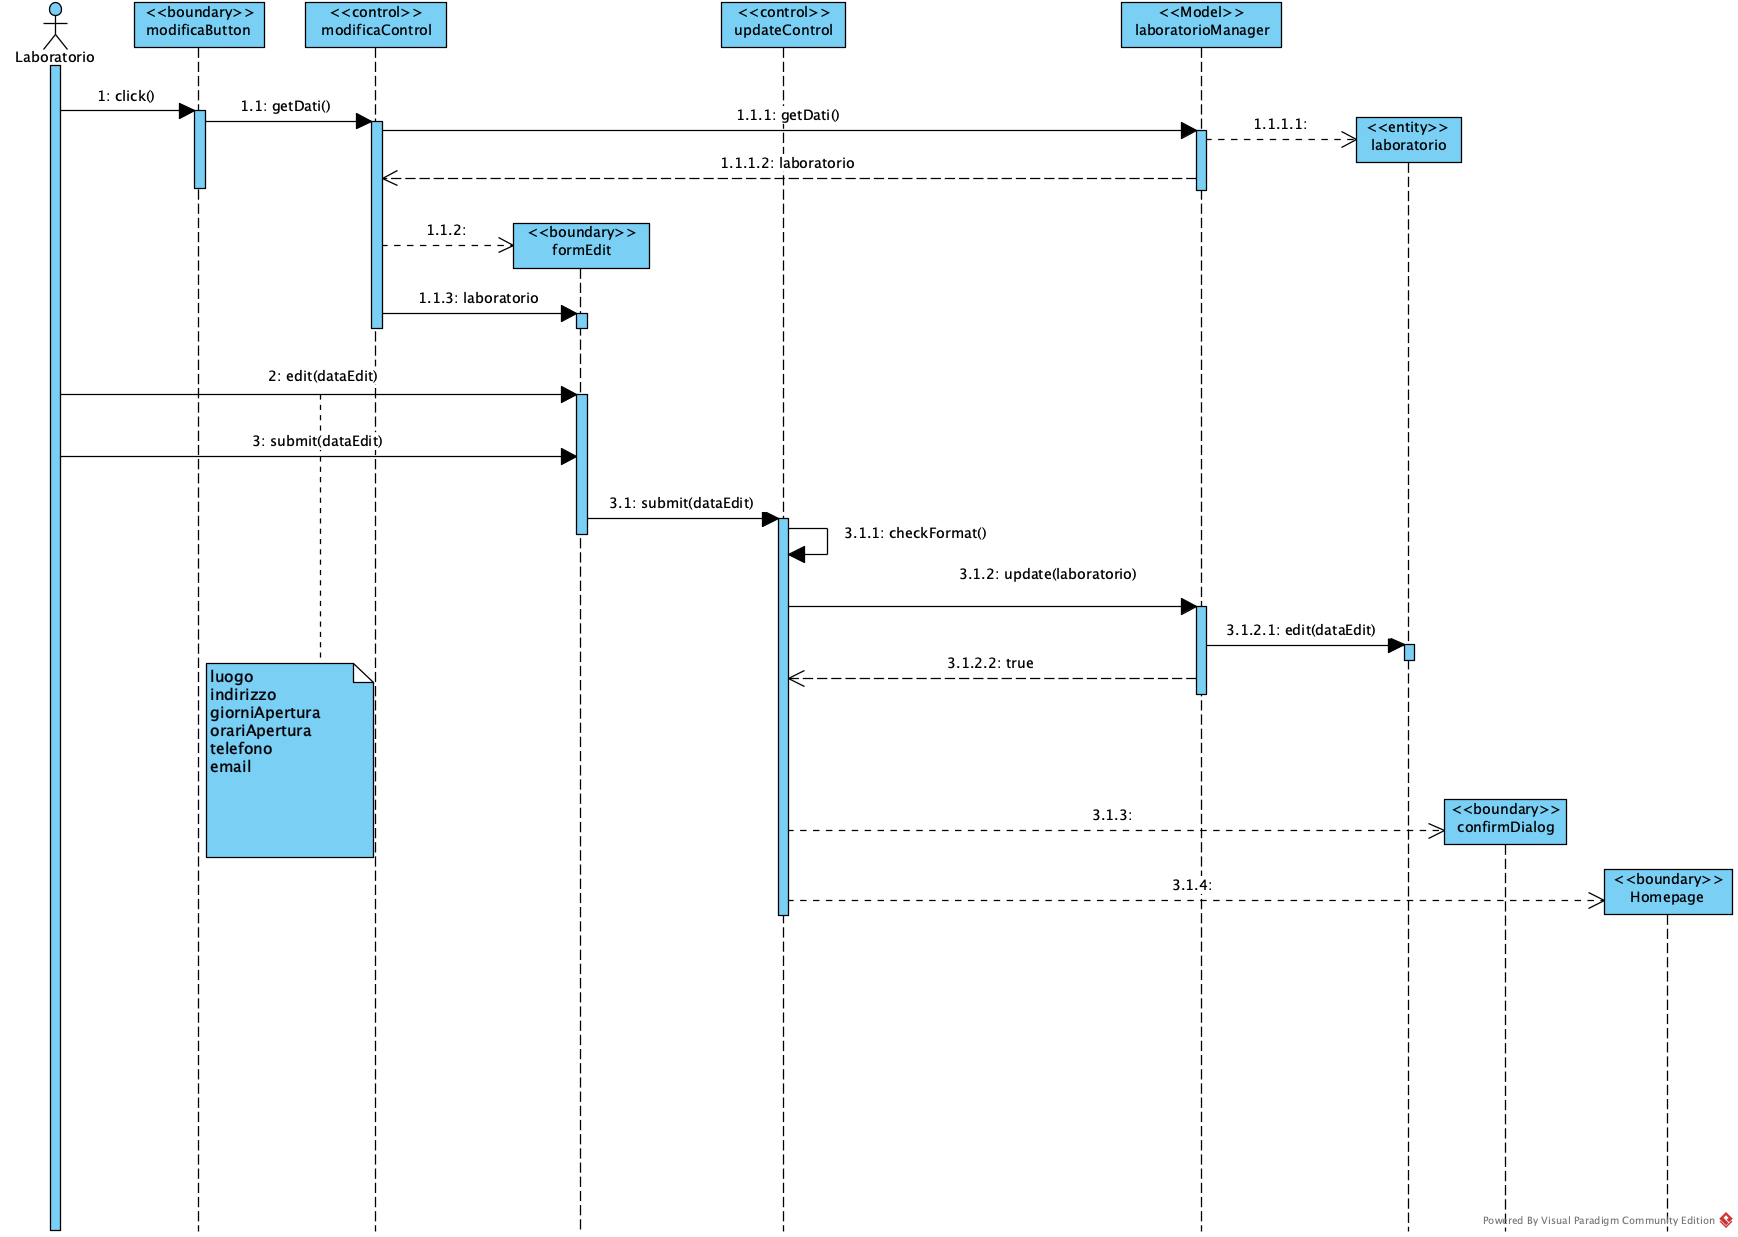 <<boundary>>
modificaButton
<<control>>
modificaControl
<<control>>
updateControl
<<Model>>
laboratorioManager
Laboratorio
1: click()
1.1: getDati()
1.1.1: getDati()
1.1.1.1:
<<entity>>
laboratorio
1.1.1.2: laboratorio
1.1.2:
<<boundary>>
formEdit
1.1.3: laboratorio
2: edit(dataEdit)
3: submit(dataEdit)
3.1: submit(dataEdit)
3.1.1: checkFormat()
3.1.2: update(laboratorio)
3.1.2.1: edit(dataEdit)
3.1.2.2: true
luogo
indirizzo
giorniApertura
orariApertura
telefono
email
3.1.3:
<<boundary>>
confirmDialog
3.1.4:
<<boundary>>
Homepage
Powered By Visual Paradigm Community Edition